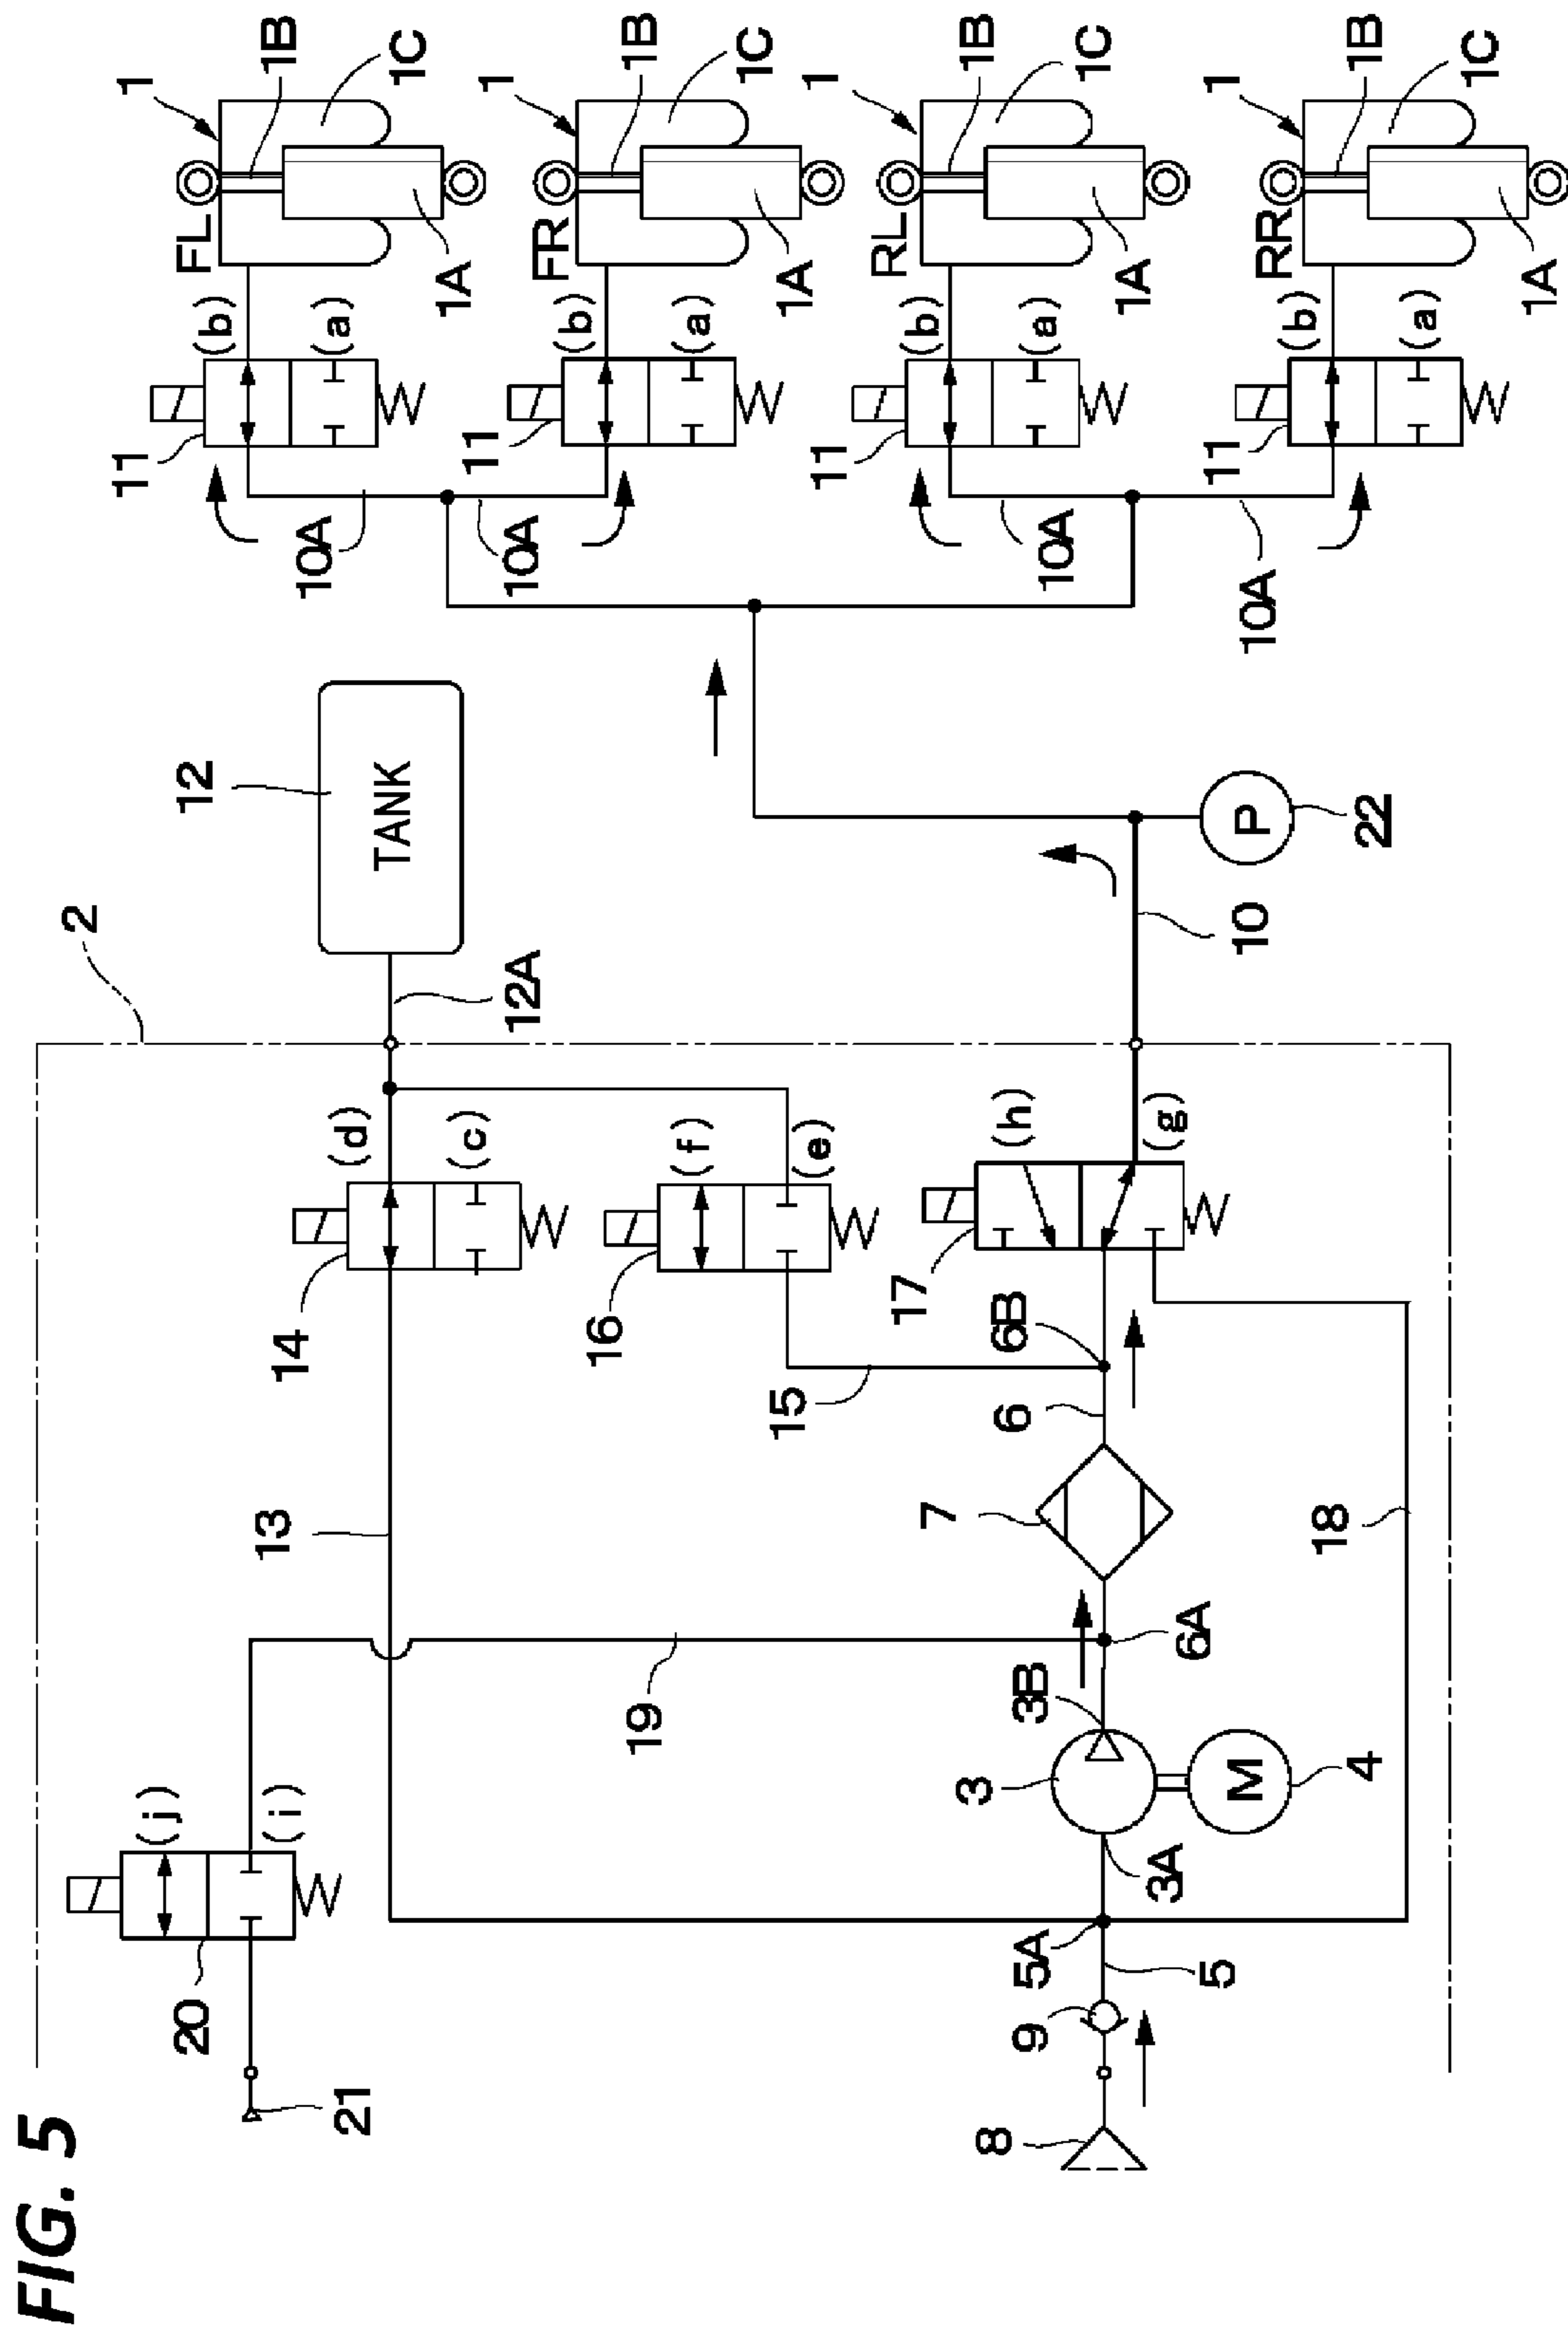 FIG. 5
2
20
(j)
(i)
21
19
13
14
(d)
(c)
12
TANK
12A
16
(f)
(e)
15
17
(h)
(g)
8
9
5A
5
3A
3
3B
M
4
6A
7
6
6B
18
10
P
22
10A
10A
10A
10A
11
(b)
(a)
FL
1
1B
1C
1A
11
(b)
(a)
FR
1
1B
1C
1A
11
(b)
(a)
RL
1
1B
1C
1A
11
(b)
(a)
RR
1
1B
1C
1A